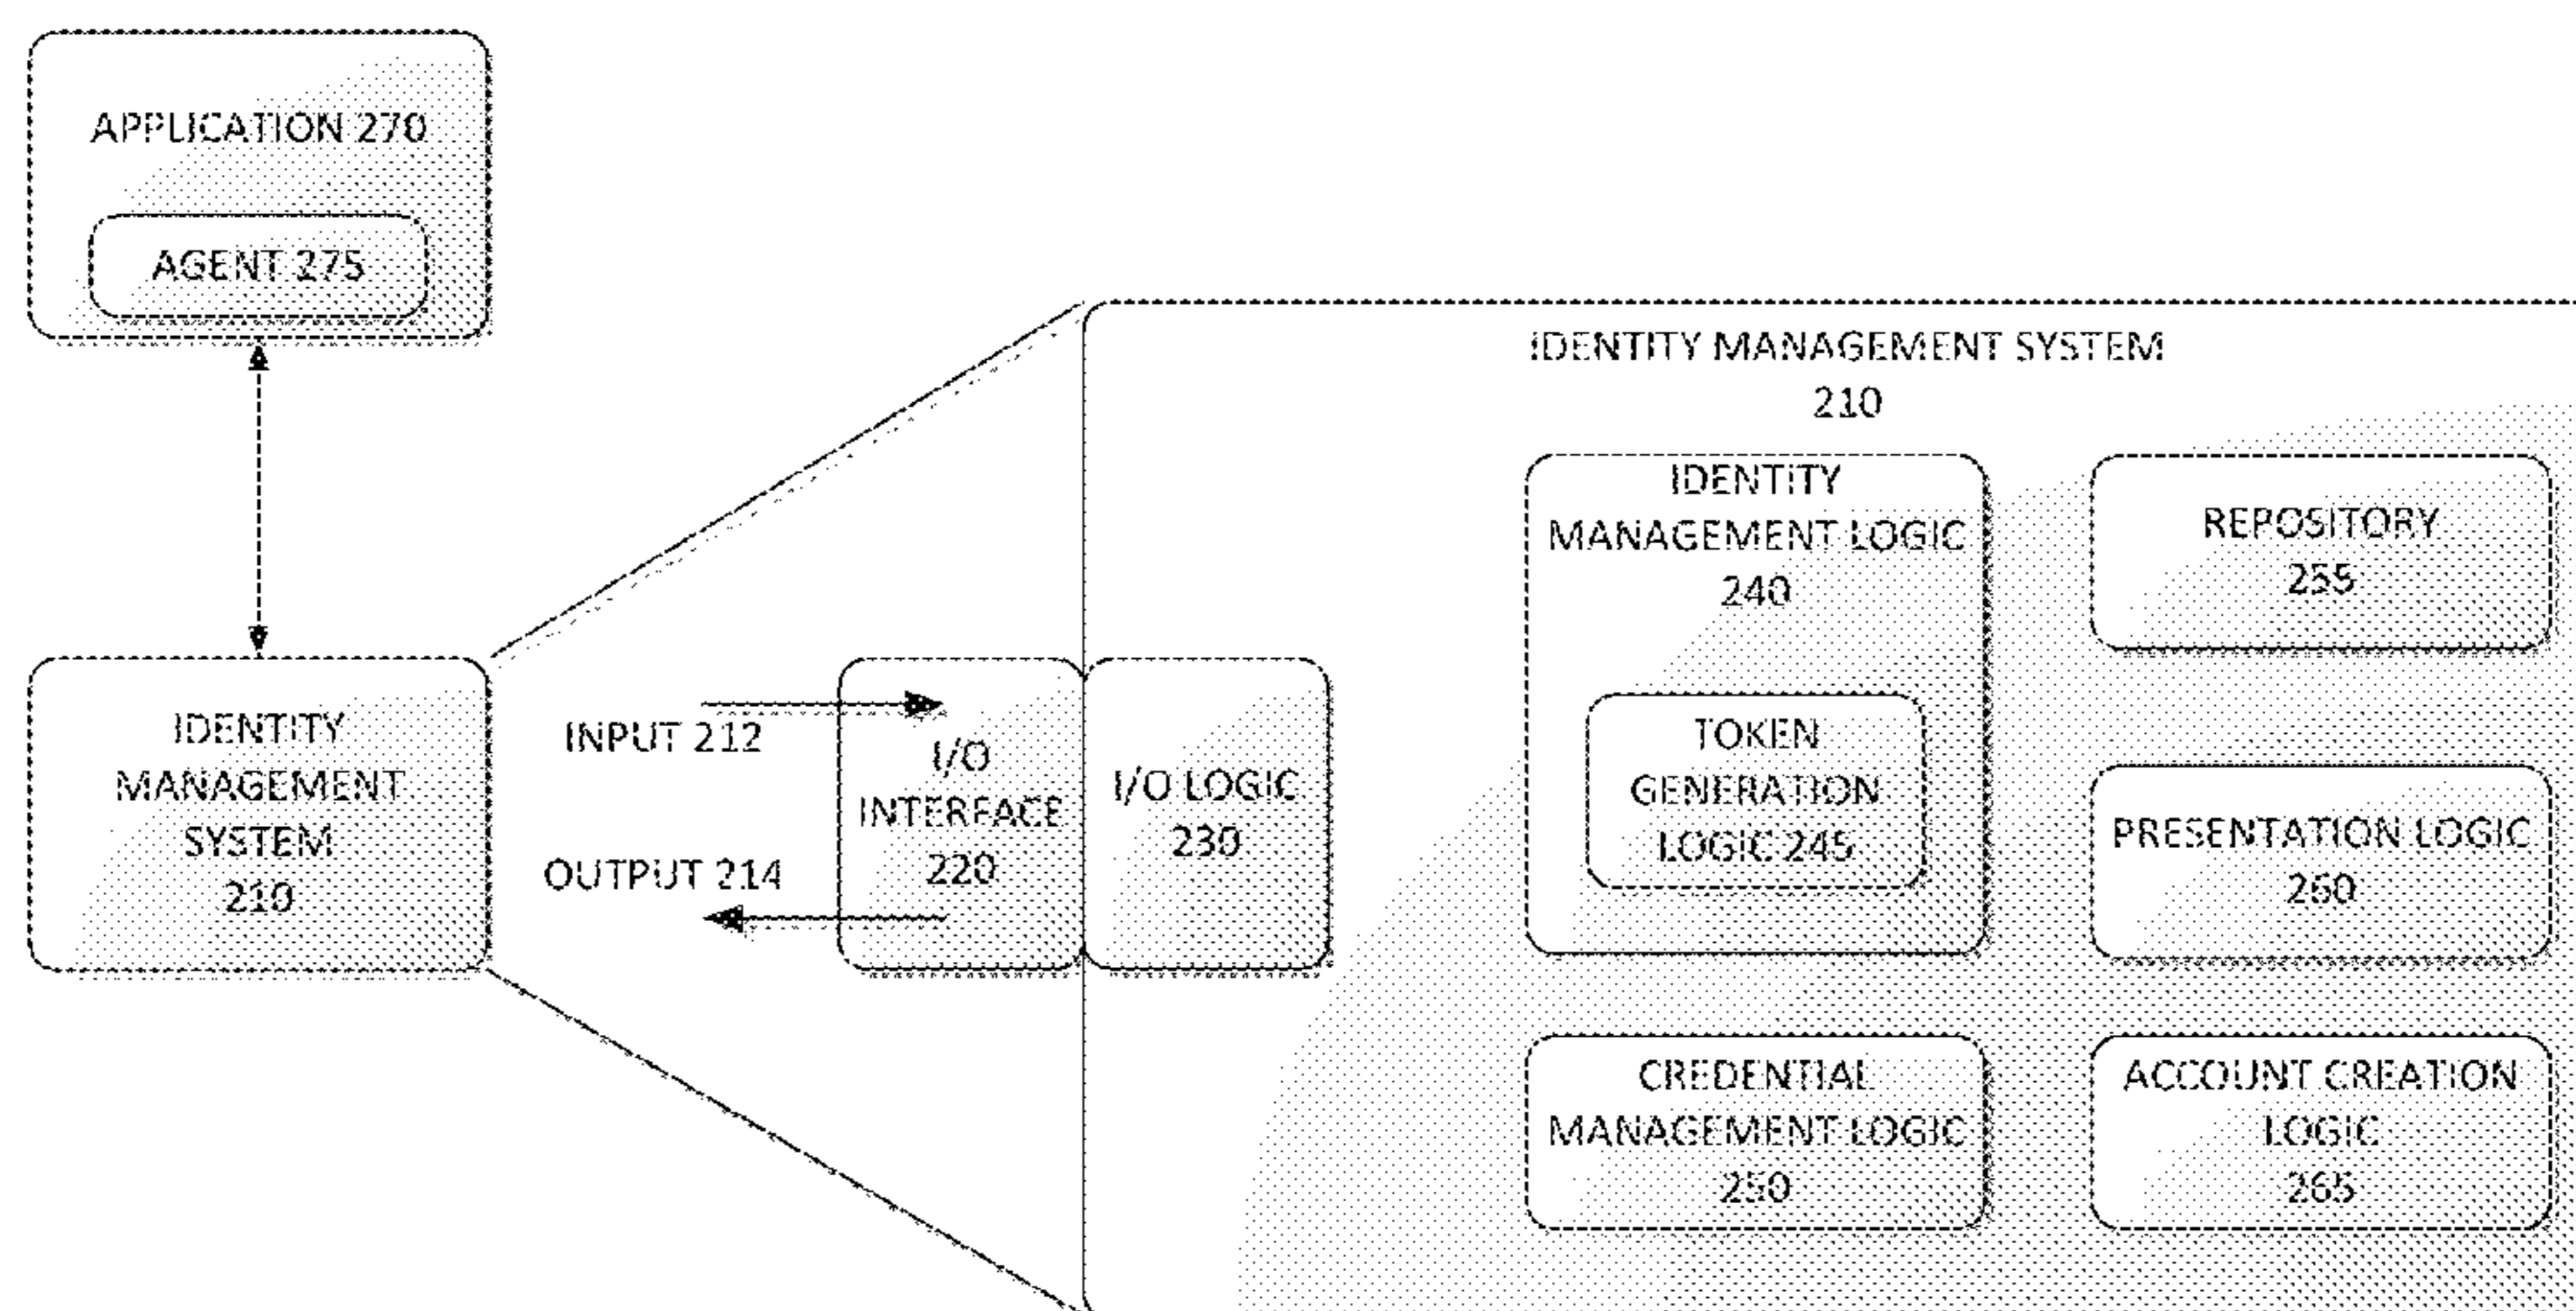 APPLICATION 270
AGENT 275
IDENTITY MANAGEMENT SYSTEM
210
IDENTITY
MANAGEMENT LOGIC
240
TOKEN
GENERATION
LOGIC 245
REPOSITORY
255
IDENTITY
MANAGEMENT
SYSTEM
210
INPUT 212
OUTPUT 214
I/O
INTERFACE
220
I/O LOGIC
230
PRESENTATION LOGIC
260
CREDENTIAL
MANAGEMENT LOGIC
250
ACCOUNT CREATION
LOGIC
265